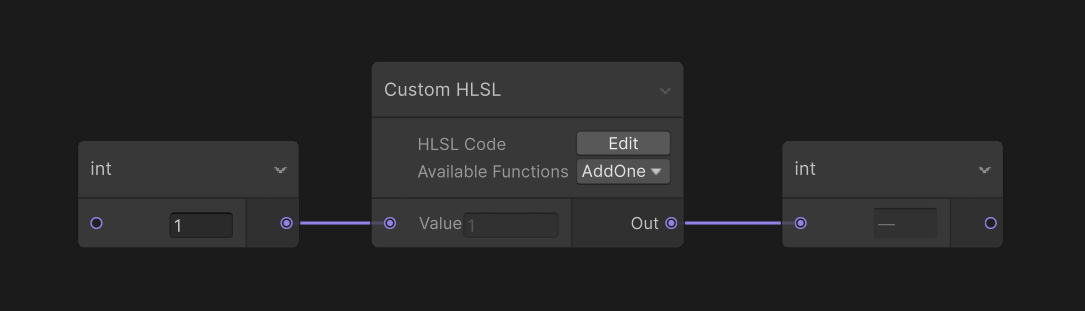 int
1
Custom HLSL
HLSL Code Edit
Available Functions AddOne
Value 1 Out
int
—